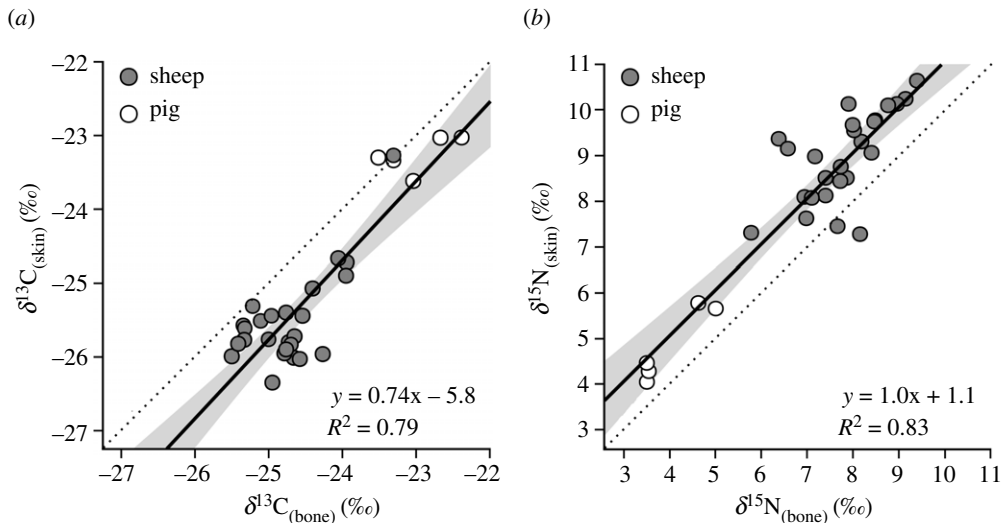 (a)
−22
−23
−24
−25
−26
−27
δ¹³C(skin) (‰)
sheep
pig
y = 0.74x – 5.8
R² = 0.79
−27 −26 −25 −24 −23 −22
δ¹³C(bone) (‰)
(b)
11
10
9
8
7
6
5
4
3
δ¹⁵N(skin) (‰)
sheep
pig
y = 1.0x + 1.1
R² = 0.83
3 4 5 6 7 8 9 10 11
δ¹⁵N(bone) (‰)